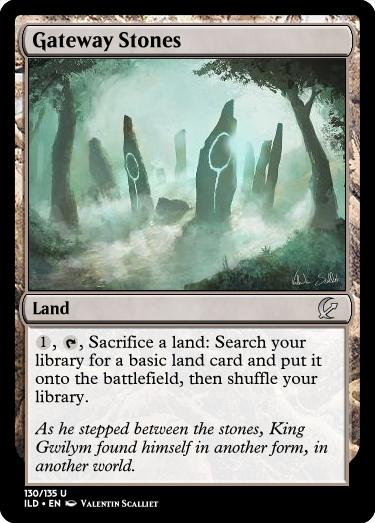 Gateway Stones
Land
1, T, Sacrifice a land: Search your
library for a basic land card and put it
onto the battlefield, then shuffle your
library.
As he stepped between the stones, King
Gwilym found himself in another form, in
another world.
130/135 U
ILD • EN Valentin Scalliet